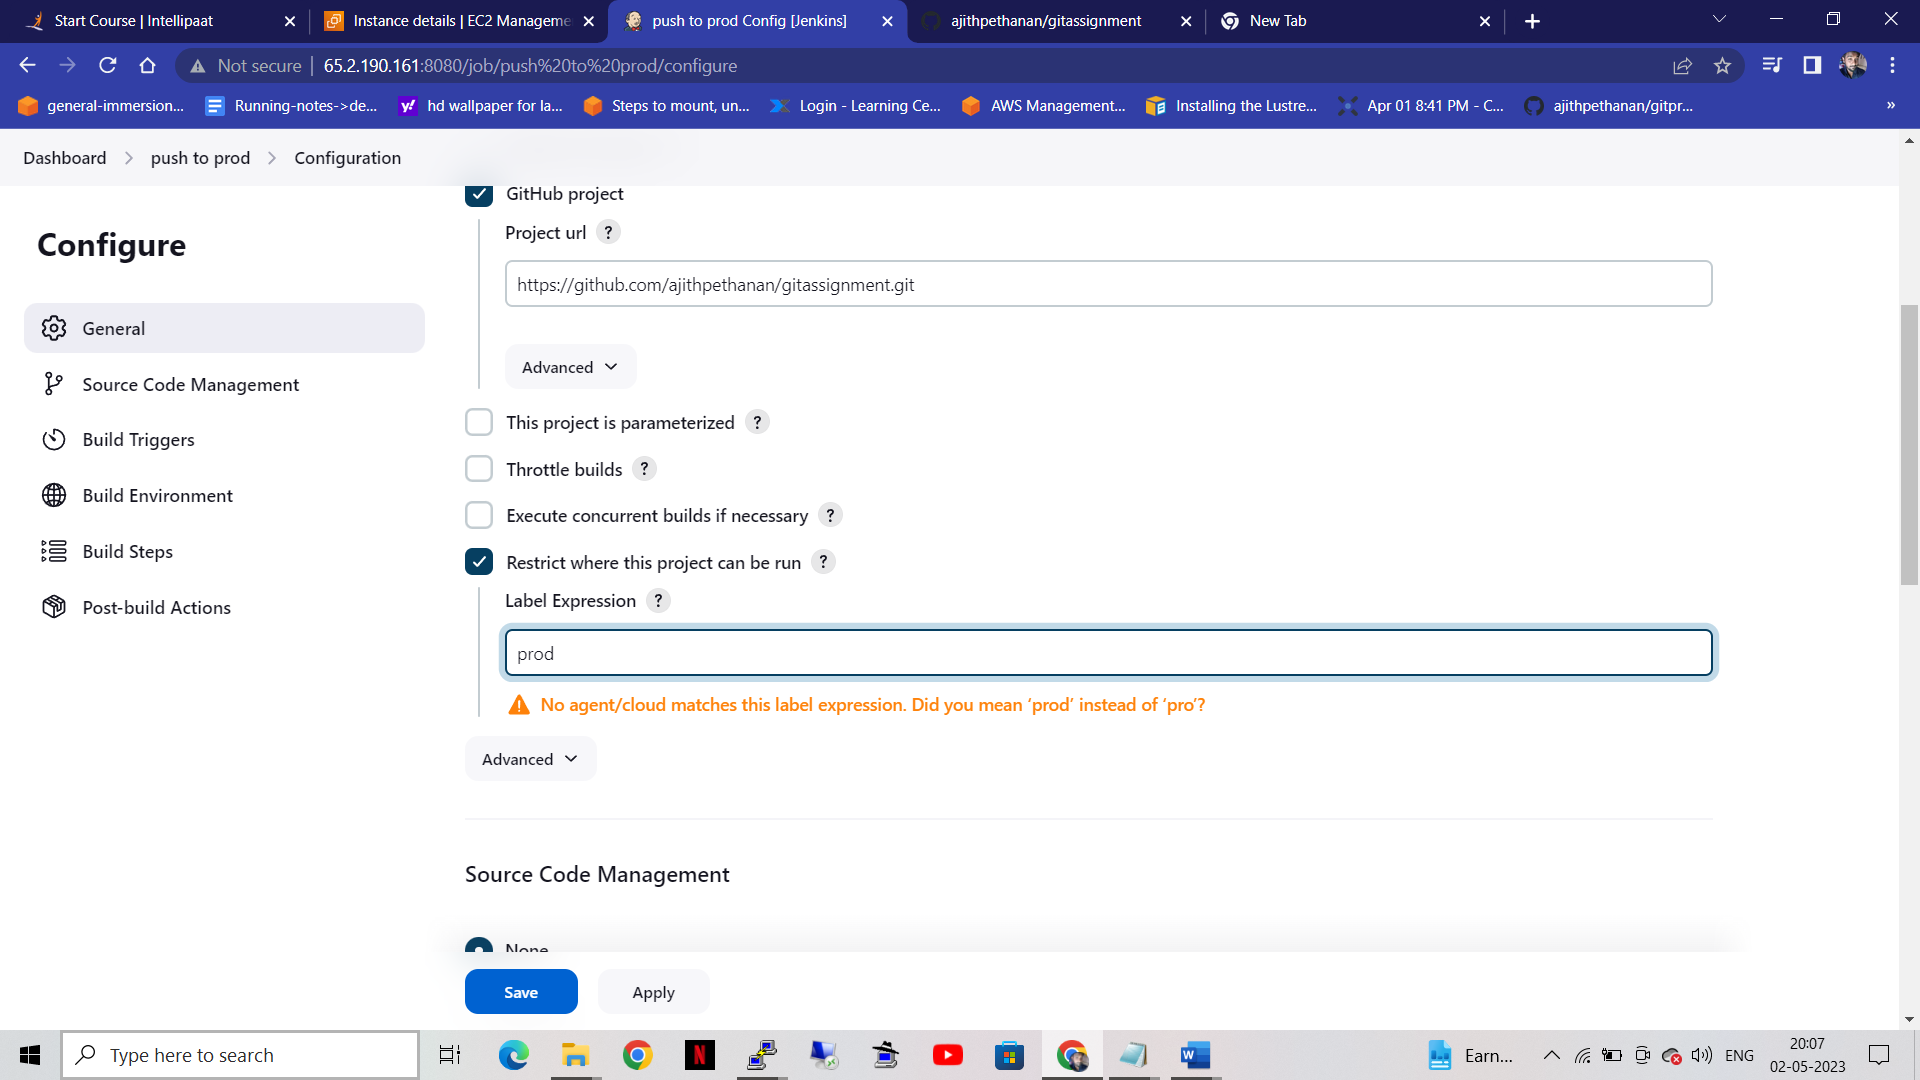 Start Course | Intellipaat
Instance details | EC2 Manageme
push to prod Config [Jenkins]
ajithpethanan/gitassignment
New Tab
Not secure
65.2.190.161:8080/job/push%20to%20prod/configure
general-immersion...
Running-notes->de...
hd wallpaper for la...
Steps to mount, un...
Login - Learning Ce...
AWS Management...
Installing the Lustre...
Apr 01 8:41 PM - C...
ajithpethanan/gitpr...
»
Dashboard
push to prod
Configuration
Configure
General
Source Code Management
Build Triggers
Build Environment
Build Steps
Post-build Actions
GitHub project
Project url ?
https://github.com/ajithpethanan/gitassignment.git
Advanced
This project is parameterized ?
Throttle builds ?
Execute concurrent builds if necessary ?
Restrict where this project can be run ?
Label Expression ?
prod
No agent/cloud matches this label expression. Did you mean ‘prod’ instead of ‘pro’?
Advanced
Source Code Management
None
Save
Apply
Type here to search
Earn...
ENG
20:07
02-05-2023